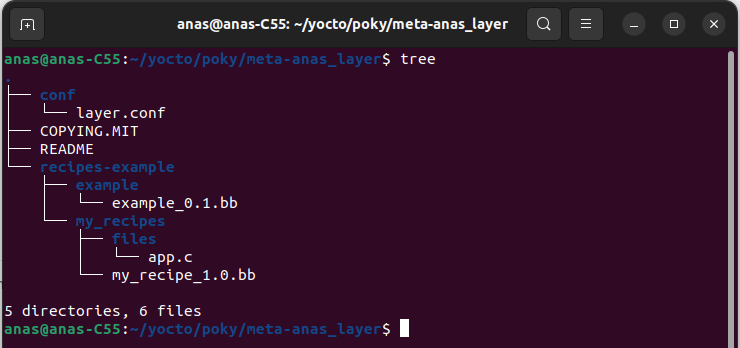 anas@anas-C55: ~/yocto/poky/meta-anas_layer
anas@anas-C55:~/yocto/poky/meta-anas_layer$ tree
.
├── conf
│   └── layer.conf
├── COPYING.MIT
├── README
└── recipes-example
    ├── example
    │   └── example_0.1.bb
    └── my_recipes
        ├── files
        │   └── app.c
        └── my_recipe_1.0.bb
5 directories, 6 files
anas@anas-C55:~/yocto/poky/meta-anas_layer$